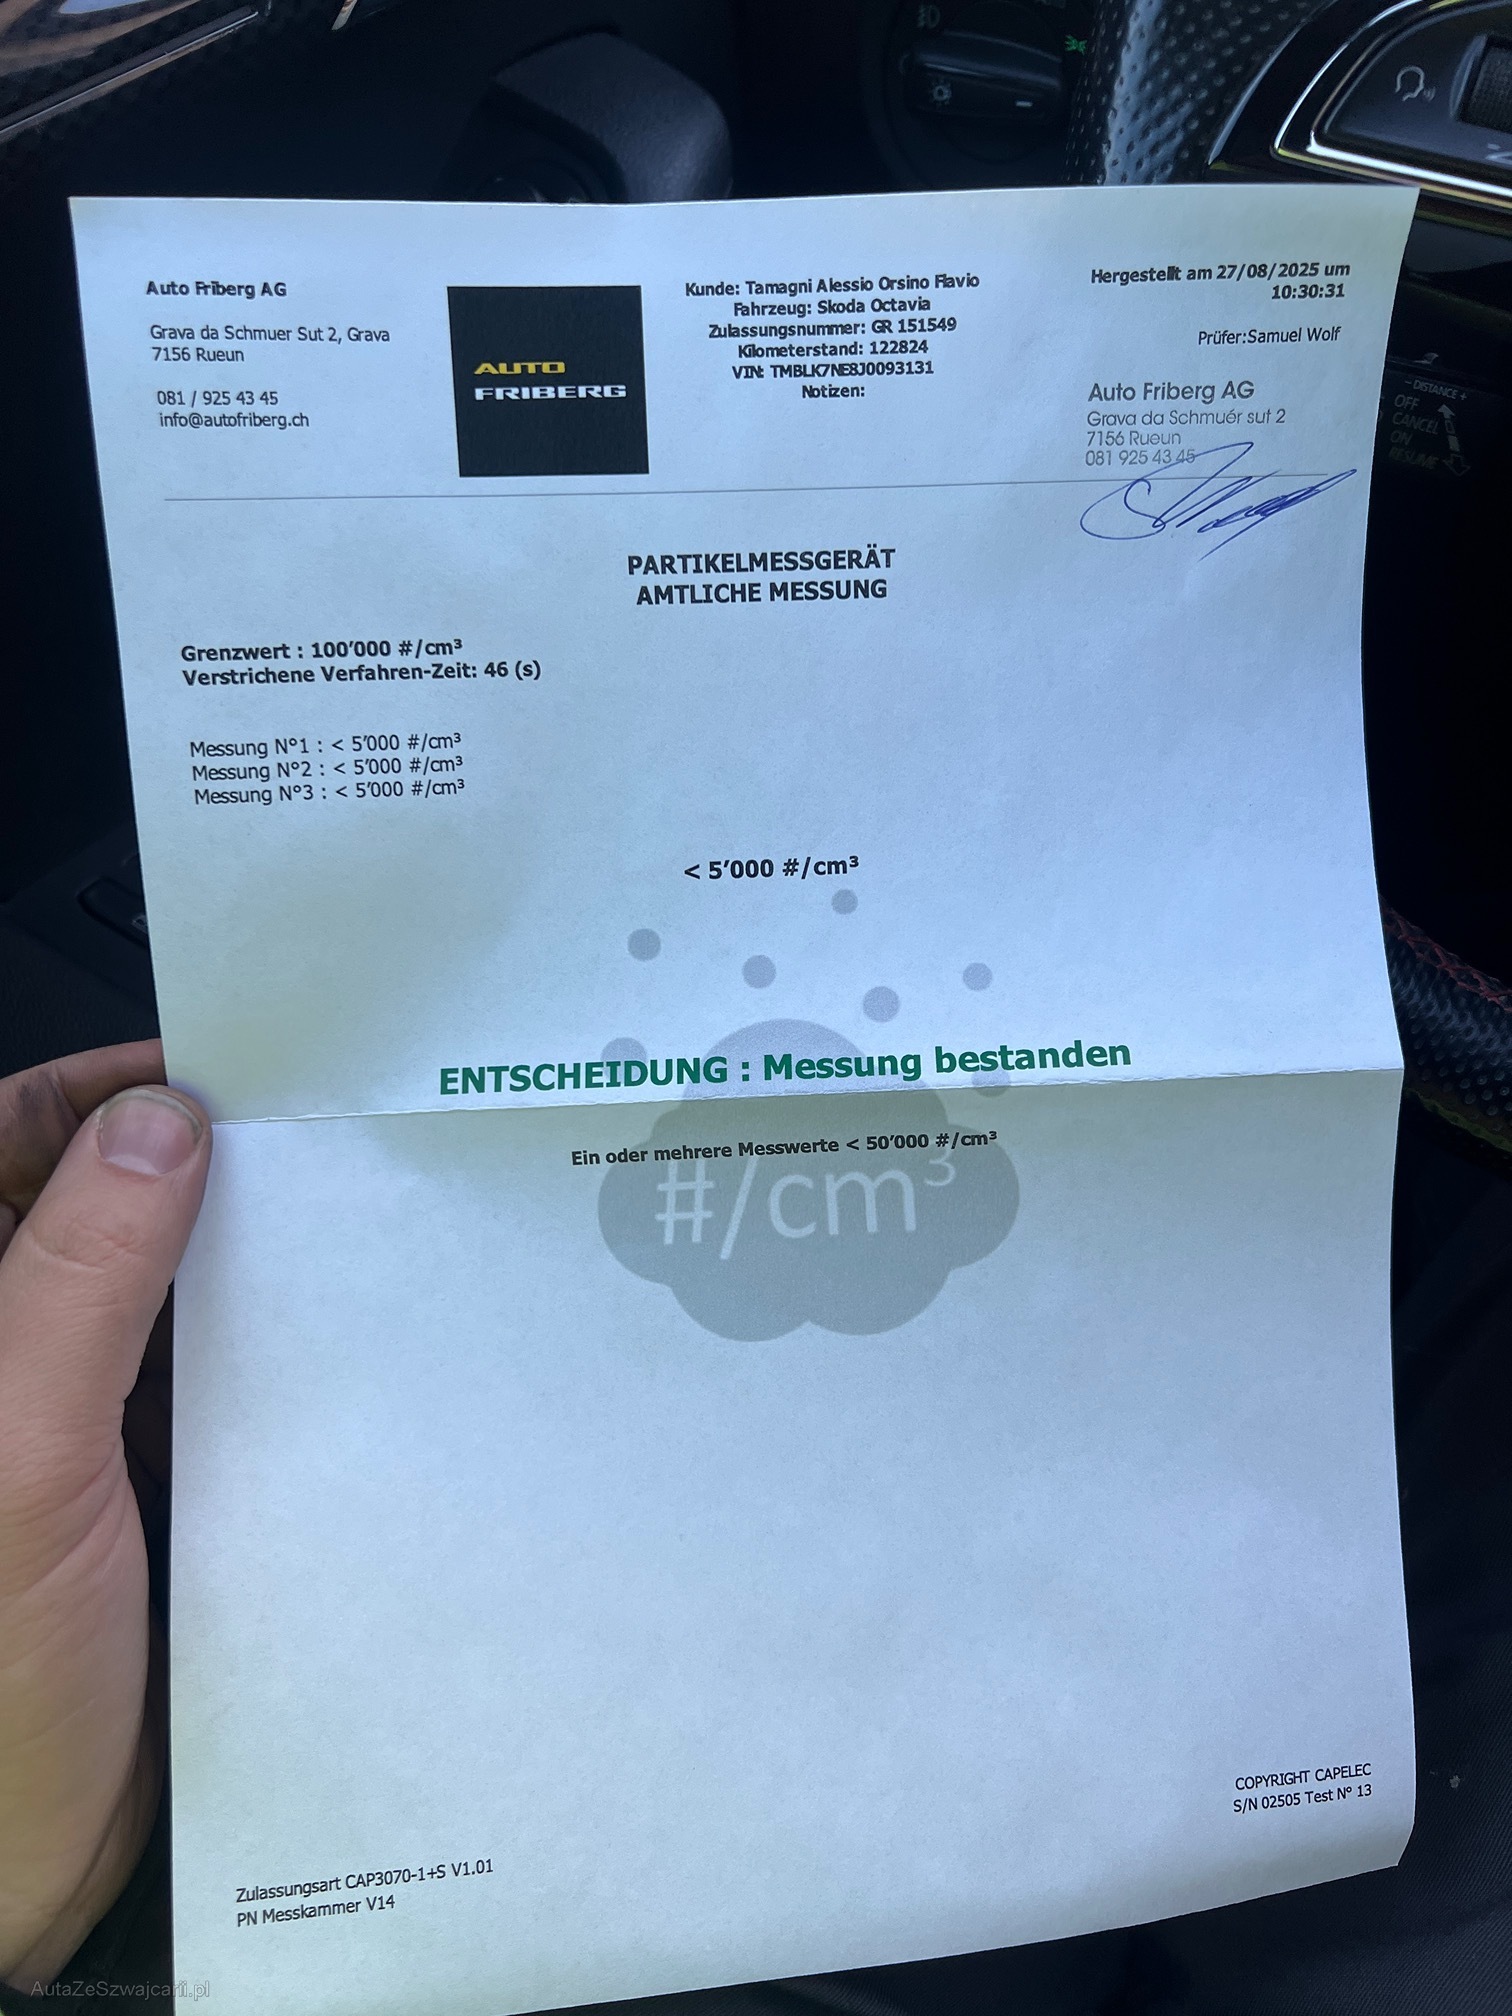 Auto Friberg AG
Grava da Schmuer Sut 2, Grava
7156 Rueun
081 / 925 43 45
info@autofriberg.ch
AUTO
FRIBERG
Kunde: Tamagni Alessio Orsino Flavio
Fahrzeug: Skoda Octavia
Zulassungsnummer: GR 151549
Kilometerstand: 122824
VIN: TMBLK7NE8J0093131
Notizen:
Hergestellt am 27/08/2025 um
10:30:31
Prüfer:Samuel Wolf
Auto Friberg AG
Grava da Schmuér sut 2
7156 Rueun
081 925 43 45
PARTIKELMESSGERÄT
AMTLICHE MESSUNG
Grenzwert : 100'000 #/cm³
Verstrichene Verfahren-Zeit: 46 (s)
Messung N°1 : < 5'000 #/cm³
Messung N°2 : < 5'000 #/cm³
Messung N°3 : < 5'000 #/cm³
< 5'000 #/cm³
ENTSCHEIDUNG : Messung bestanden
Ein oder mehrere Messwerte < 50'000 #/cm³
#/cm³
COPYRIGHT CAPELEC
S/N 02505 Test N° 13
Zulassungsart CAP3070-1+S V1.01
PN Messkammer V14
- DISTANCE +
OFF
CANCEL
ON
RESUME
AutaZeSzwajcarii.pl